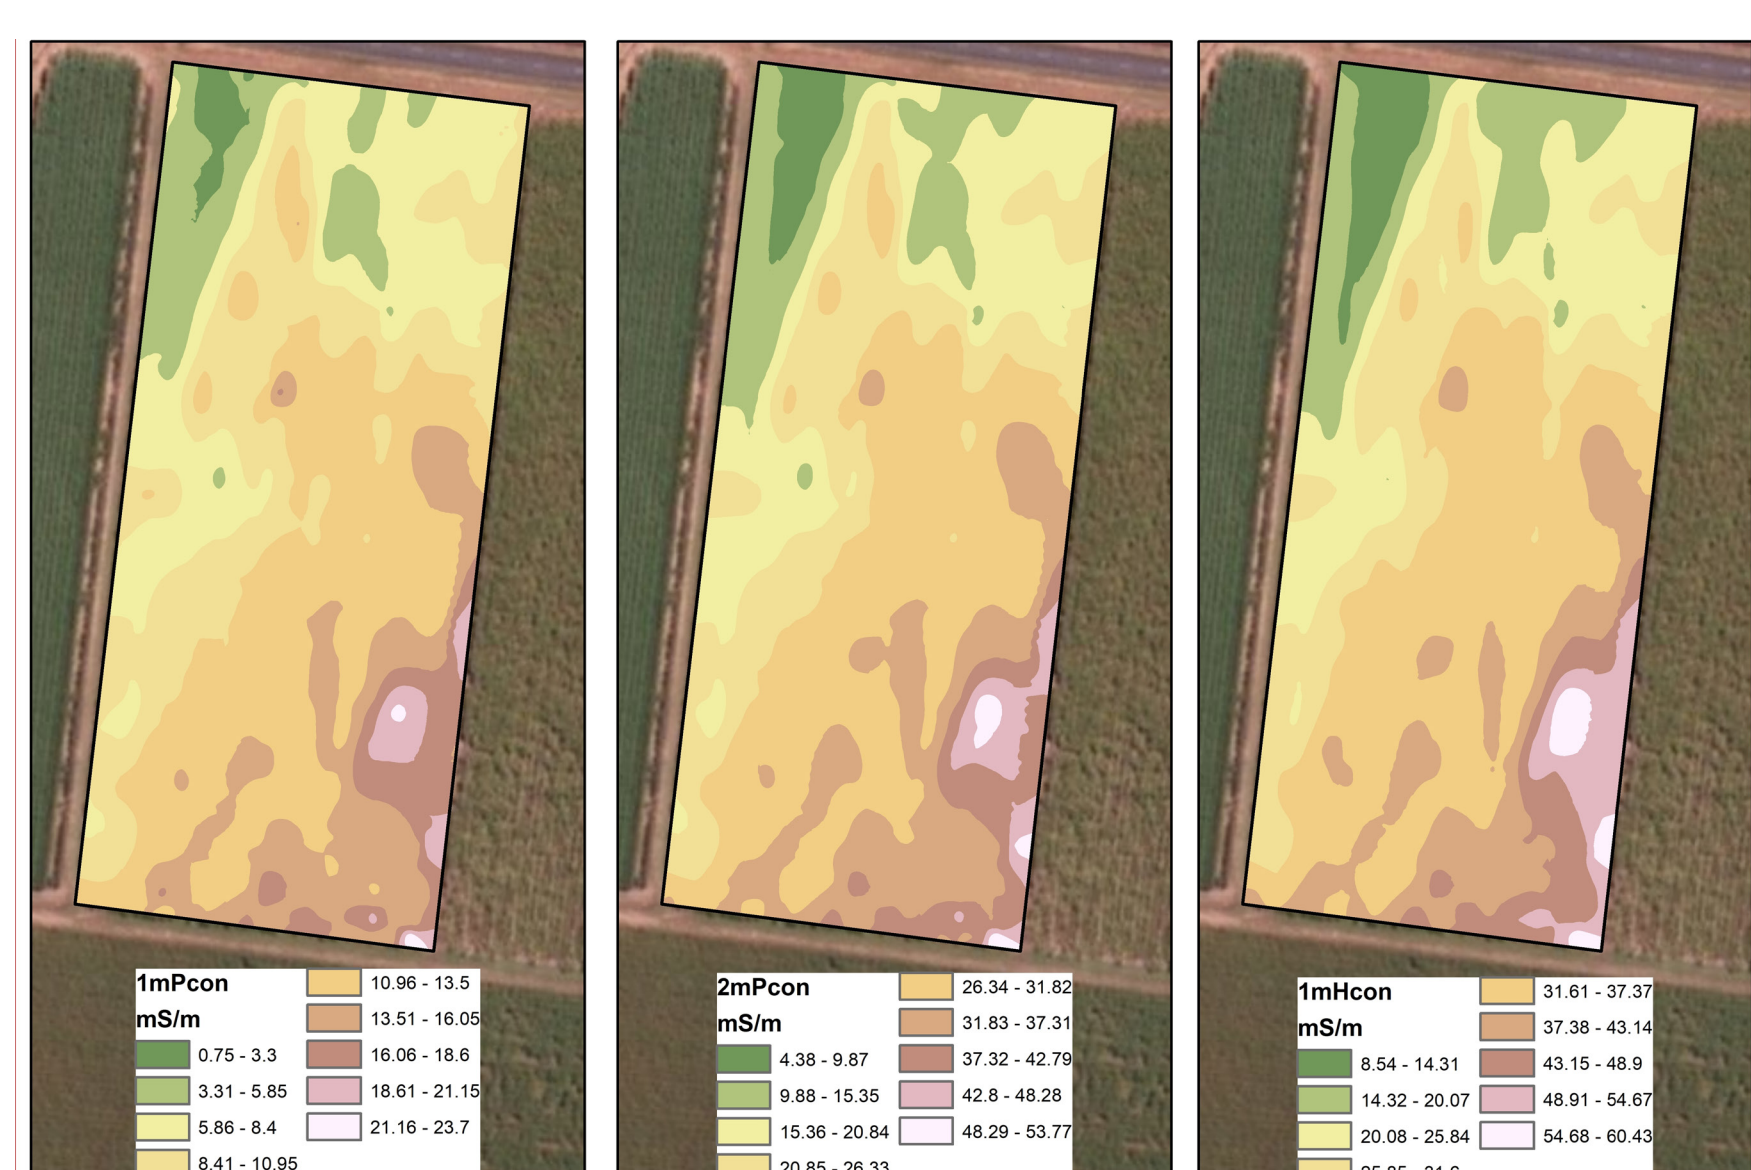 1mPcon
mS/m
0.75 - 3.3
3.31 - 5.85
5.86 - 8.4
8.41 - 10.95
10.96 - 13.5
13.51 - 16.05
16.06 - 18.6
18.61 - 21.15
21.16 - 23.7
2mPcon
mS/m
4.38 - 9.87
9.88 - 15.35
15.36 - 20.84
20.85 - 26.33
26.34 - 31.82
31.83 - 37.31
37.32 - 42.79
42.8 - 48.28
48.29 - 53.77
1mHcon
mS/m
8.54 - 14.31
14.32 - 20.07
20.08 - 25.84
31.61 - 37.37
37.38 - 43.14
43.15 - 48.9
48.91 - 54.67
54.68 - 60.43